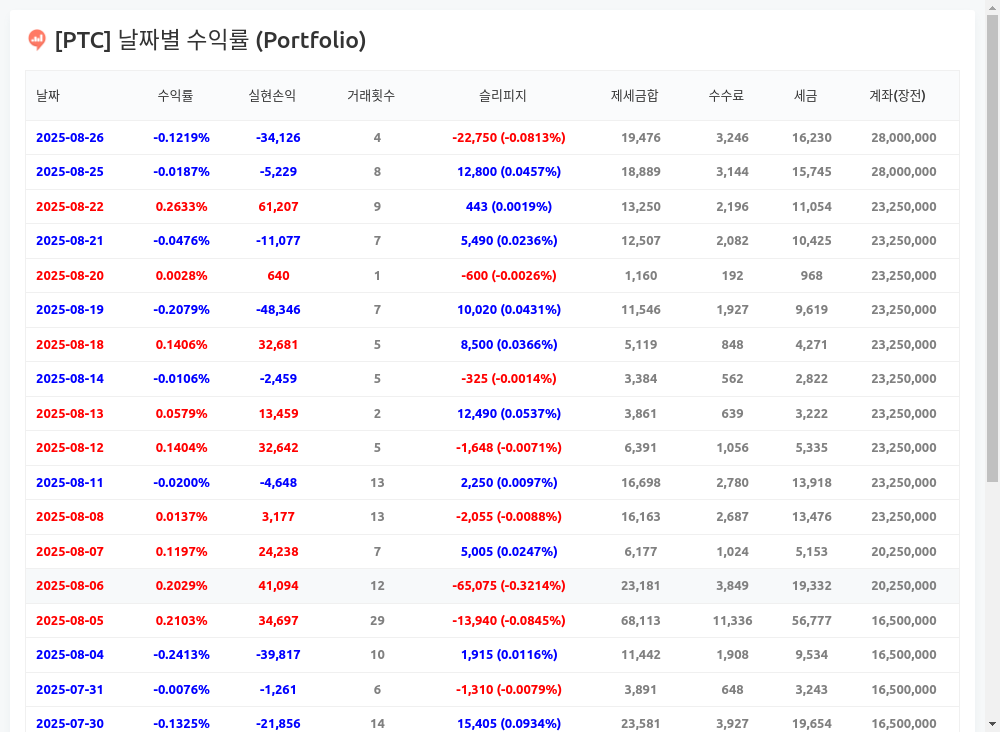 [PTC] 날짜별 수익률 (Portfolio)
날짜 수익률 실현손익 거래횟수 슬리피지 제세금합 수수료 세금 계좌(장전)
2025-08-26 -0.1219% -34,126 4 -22,750 (-0.0813%) 19,476 3,246 16,230 28,000,000
2025-08-25 -0.0187% -5,229 8 12,800 (0.0457%) 18,889 3,144 15,745 28,000,000
2025-08-22 0.2633% 61,207 9 443 (0.0019%) 13,250 2,196 11,054 23,250,000
2025-08-21 -0.0476% -11,077 7 5,490 (0.0236%) 12,507 2,082 10,425 23,250,000
2025-08-20 0.0028% 640 1 -600 (-0.0026%) 1,160 192 968 23,250,000
2025-08-19 -0.2079% -48,346 7 10,020 (0.0431%) 11,546 1,927 9,619 23,250,000
2025-08-18 0.1406% 32,681 5 8,500 (0.0366%) 5,119 848 4,271 23,250,000
2025-08-14 -0.0106% -2,459 5 -325 (-0.0014%) 3,384 562 2,822 23,250,000
2025-08-13 0.0579% 13,459 2 12,490 (0.0537%) 3,861 639 3,222 23,250,000
2025-08-12 0.1404% 32,642 5 -1,648 (-0.0071%) 6,391 1,056 5,335 23,250,000
2025-08-11 -0.0200% -4,648 13 2,250 (0.0097%) 16,698 2,780 13,918 23,250,000
2025-08-08 0.0137% 3,177 13 -2,055 (-0.0088%) 16,163 2,687 13,476 23,250,000
2025-08-07 0.1197% 24,238 7 5,005 (0.0247%) 6,177 1,024 5,153 20,250,000
2025-08-06 0.2029% 41,094 12 -65,075 (-0.3214%) 23,181 3,849 19,332 20,250,000
2025-08-05 0.2103% 34,697 29 -13,940 (-0.0845%) 68,113 11,336 56,777 16,500,000
2025-08-04 -0.2413% -39,817 10 1,915 (0.0116%) 11,442 1,908 9,534 16,500,000
2025-07-31 -0.0076% -1,261 6 -1,310 (-0.0079%) 3,891 648 3,243 16,500,000
2025-07-30 -0.1325% -21,856 14 15,405 (0.0934%) 23,581 3,927 19,654 16,500,000